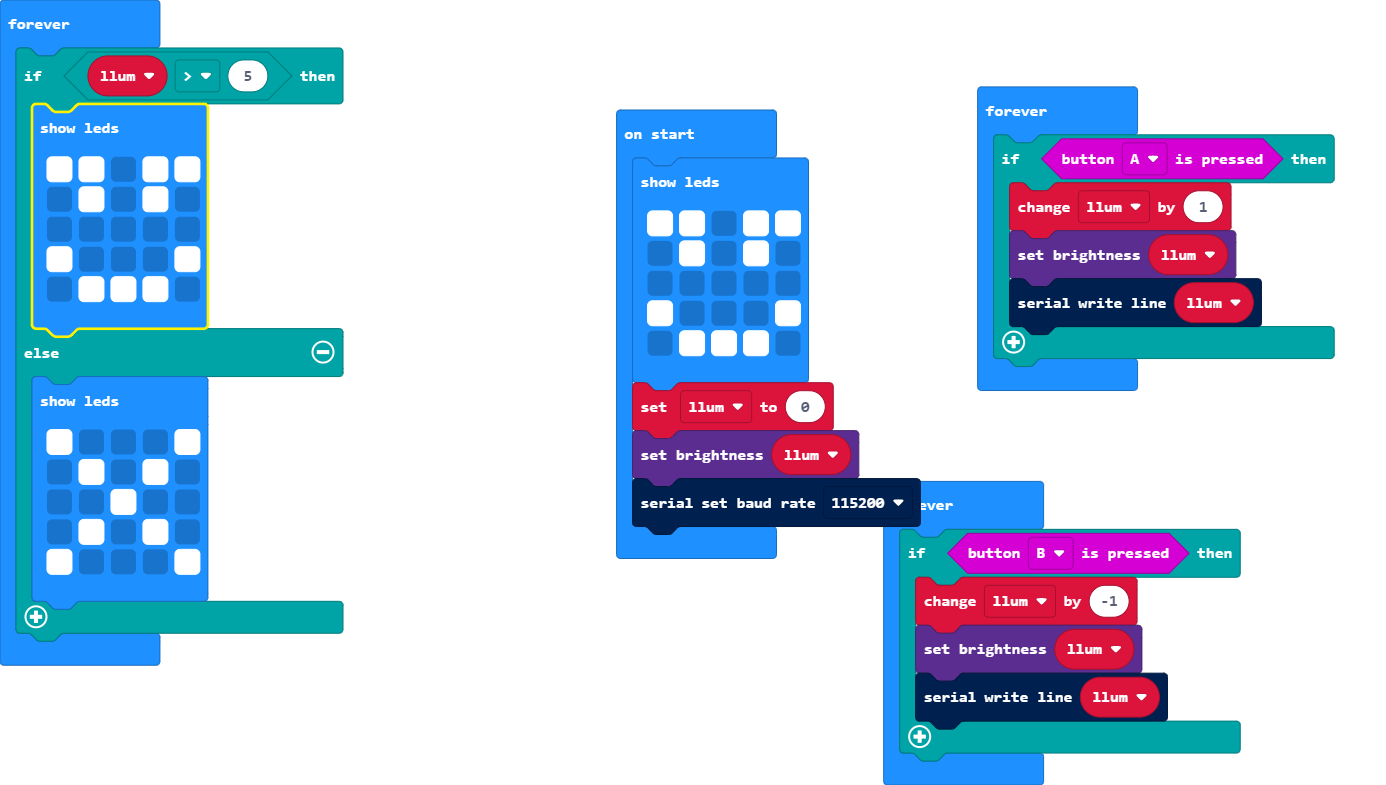 forever
if llum > 5 then
show leds
else
show leds
on start
show leds
set llum to 0
set brightness llum
serial set baud rate 115200
forever
if button A is pressed then
change llum by 1
set brightness llum
serial write line llum
ever
if button B is pressed then
change llum by -1
set brightness llum
serial write line llum